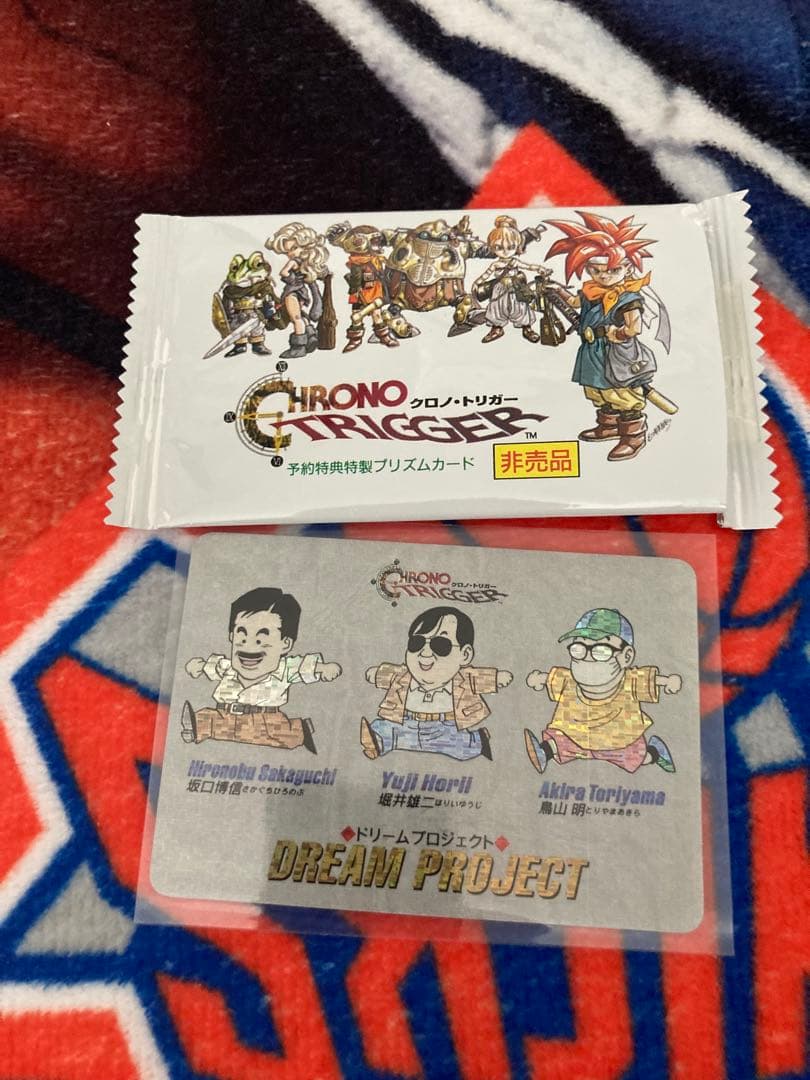 CHRONO クロノ・トリガー
TRIGGER™
予約特典特製プリズムカード 非売品
CHRONO クロノ・トリガー
TRIGGER
Hironobu Sakaguchi
坂口博信さかぐちひろのぶ
Yuji Horii
堀井雄二ほりいゆうじ
Akira Toriyama
鳥山 明とりやまあきら
◆ドリームプロジェクト◆
DREAM PROJECT